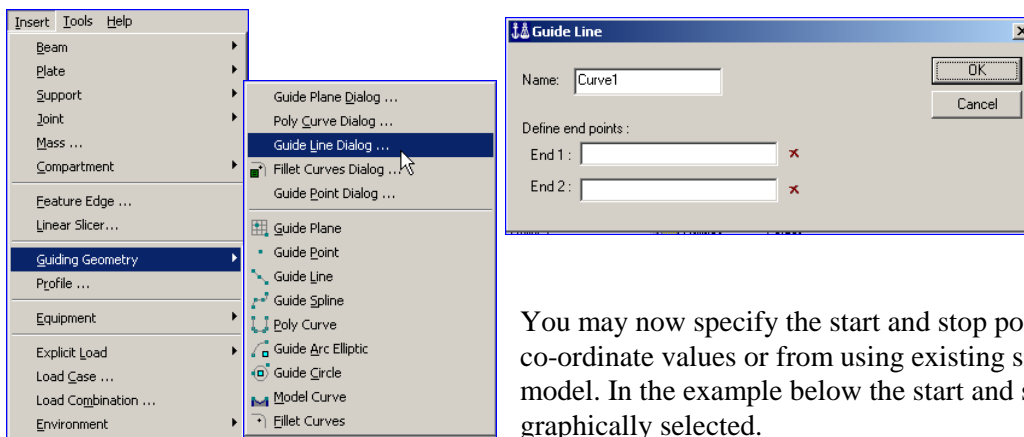 Insert Tools Help
Beam
Plate
Support
Joint
Mass ...
Compartment
Feature Edge ...
Linear Slicer...
Guiding Geometry
Profile ...
Equipment
Explicit Load
Load Case ...
Load Combination ...
Environment
Guide Plane Dialog ...
Poly Curve Dialog ...
Guide Line Dialog ...
Fillet Curves Dialog ...
Guide Point Dialog ...
Guide Plane
Guide Point
Guide Line
Guide Spline
Poly Curve
Guide Arc Elliptic
Guide Circle
Model Curve
Fillet Curves
Guide Line
Name: Curve1
OK
Cancel
Define end points :
End 1 :
End 2 :
You may now specify the start and stop po
co-ordinate values or from using existing s
model. In the example below the start and s
graphically selected.